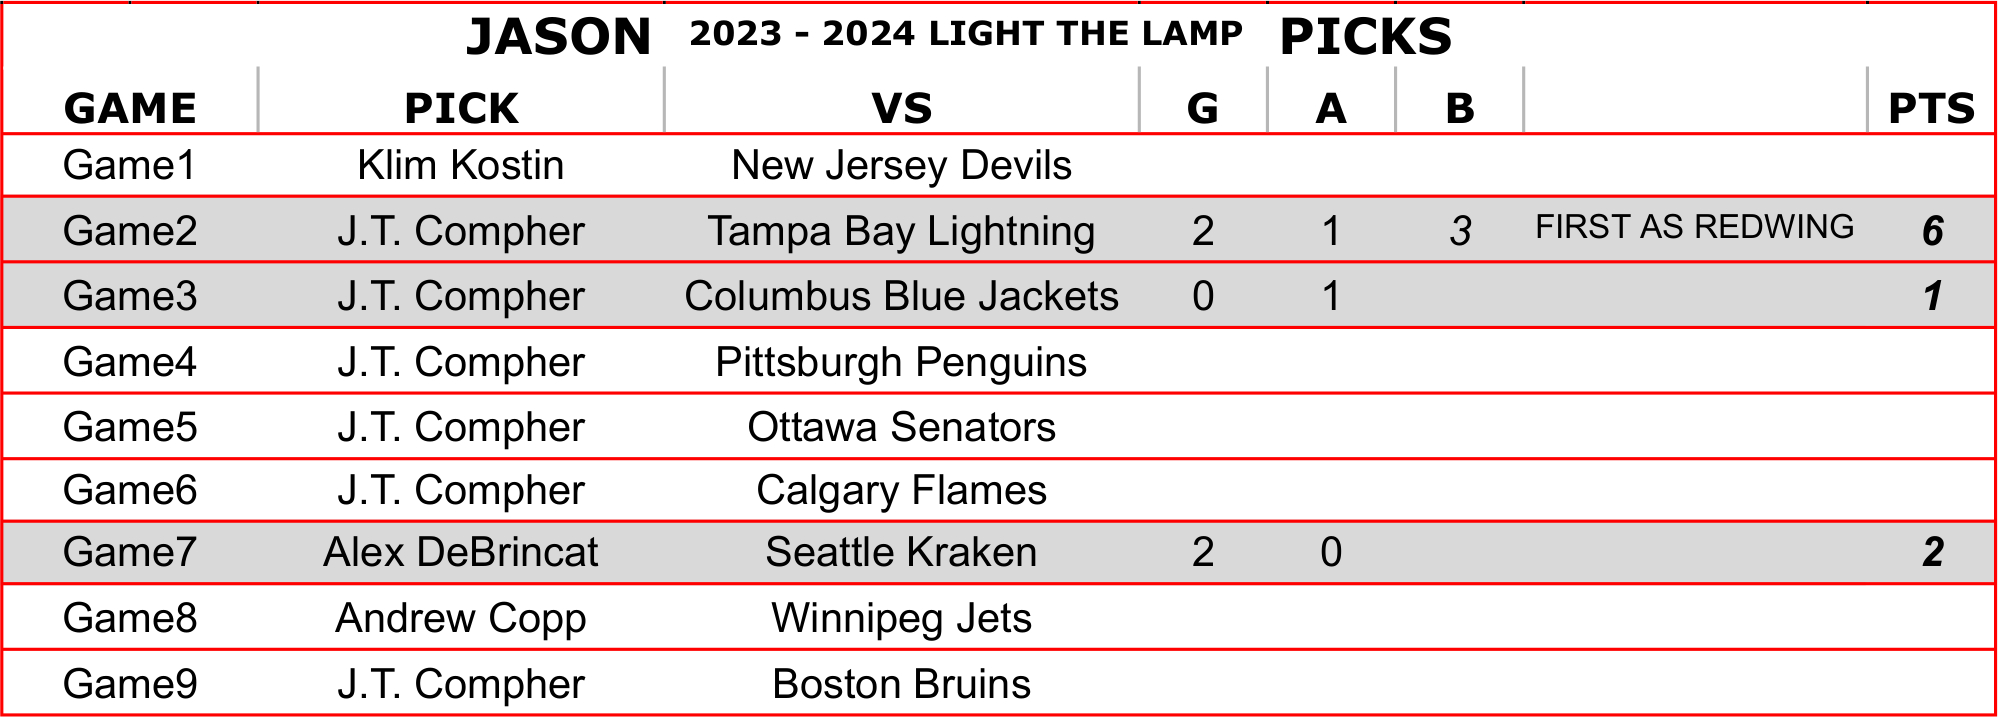 JASON 2023 - 2024 LIGHT THE LAMP PICKS
GAME PICK VS G A B PTS
Game1 Klim Kostin New Jersey Devils
Game2 J.T. Compher Tampa Bay Lightning 2 1 3 FIRST AS REDWING 6
Game3 J.T. Compher Columbus Blue Jackets 0 1 1
Game4 J.T. Compher Pittsburgh Penguins
Game5 J.T. Compher Ottawa Senators
Game6 J.T. Compher Calgary Flames
Game7 Alex DeBrincat Seattle Kraken 2 0 2
Game8 Andrew Copp Winnipeg Jets
Game9 J.T. Compher Boston Bruins